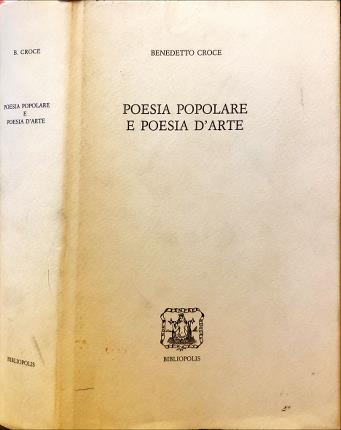 B. CROCE
POESIA POPOLARE
E
POESIA D'ARTE
BIBLIOPOLIS
BENEDETTO CROCE
POESIA POPOLARE
E POESIA D'ARTE
BIBLIOPOLIS